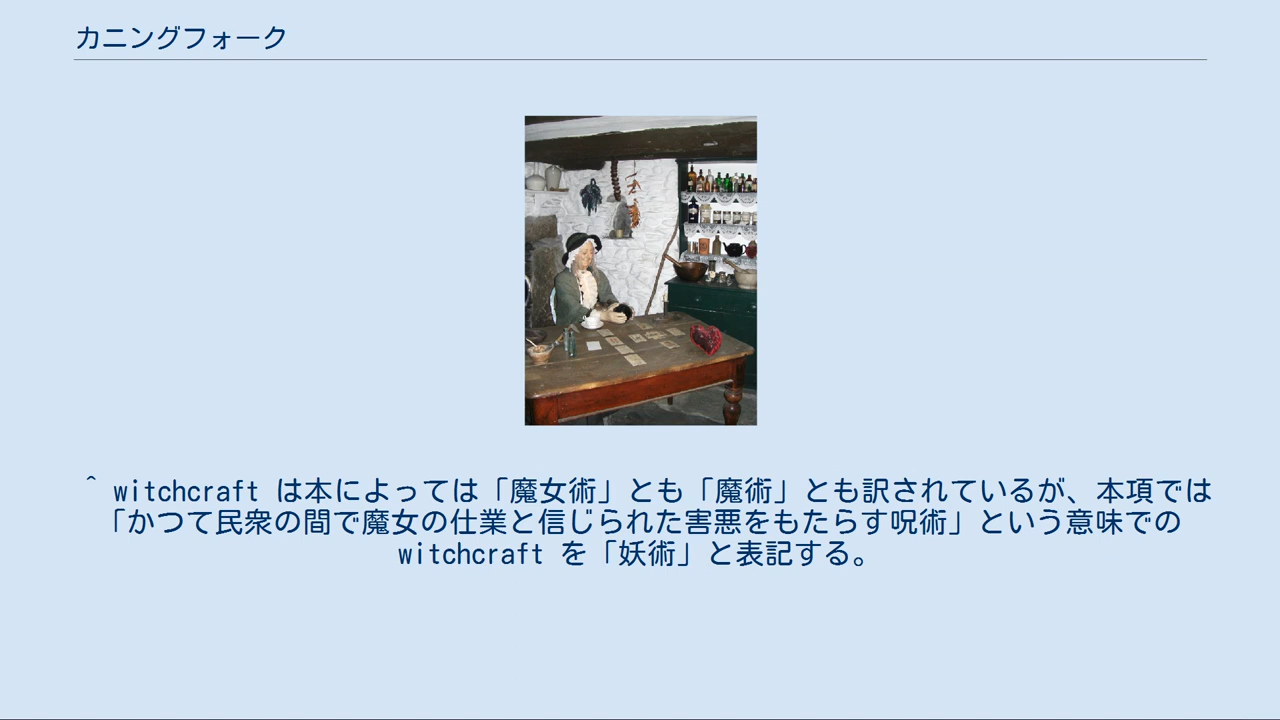 カニングフォーク
^ witchcraft は本によっては「魔女術」とも「魔術」とも訳されているが、本項では
「かつて民衆の間で魔女の仕業と信じられた害悪をもたらす呪術」という意味での
witchcraft を「妖術」と表記する。